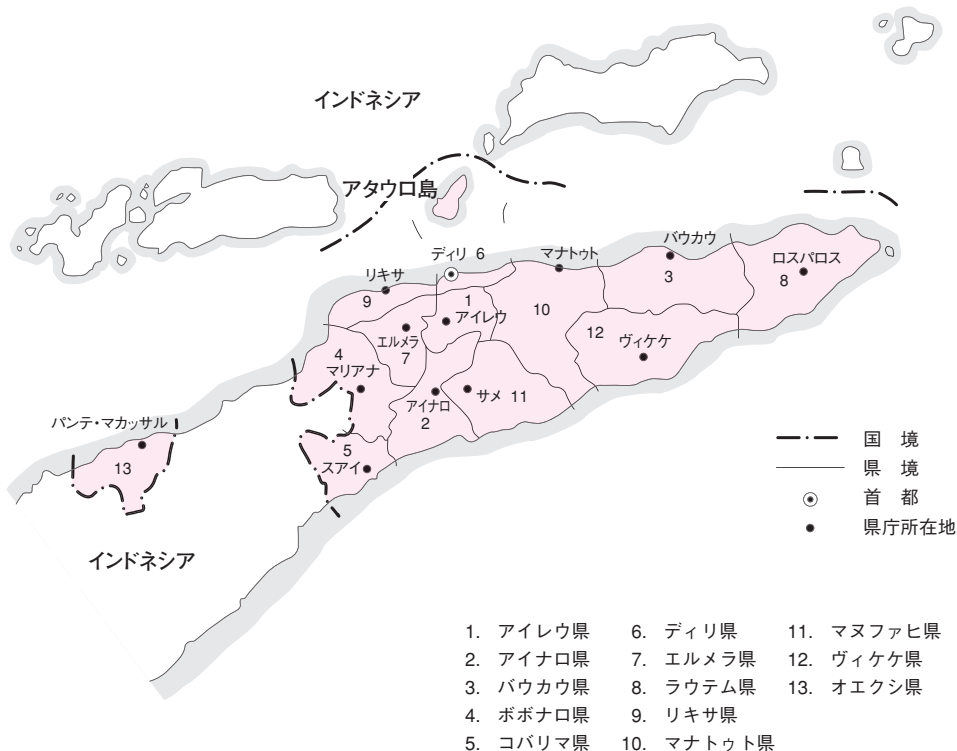 インドネシア
アタウロ島
ディリ 6
マナトゥト
バウカウ
ロスパロス
8
リキサ
9
3
10
1
アイレウ
エルメラ
7
12
ヴィケケ
4
マリアナ
アイナロ
2
サメ 11
5
スアイ
パンテ・マカッサル
13
インドネシア
国 境
県 境
首 都
県庁所在地
1. アイレウ県
2. アイナロ県
3. バウカウ県
4. ボボナロ県
5. コバリマ県
6. ディリ県
7. エルメラ県
8. ラウテム県
9. リキサ県
10. マナトゥト県
11. マヌファヒ県
12. ヴィケケ県
13. オエクシ県